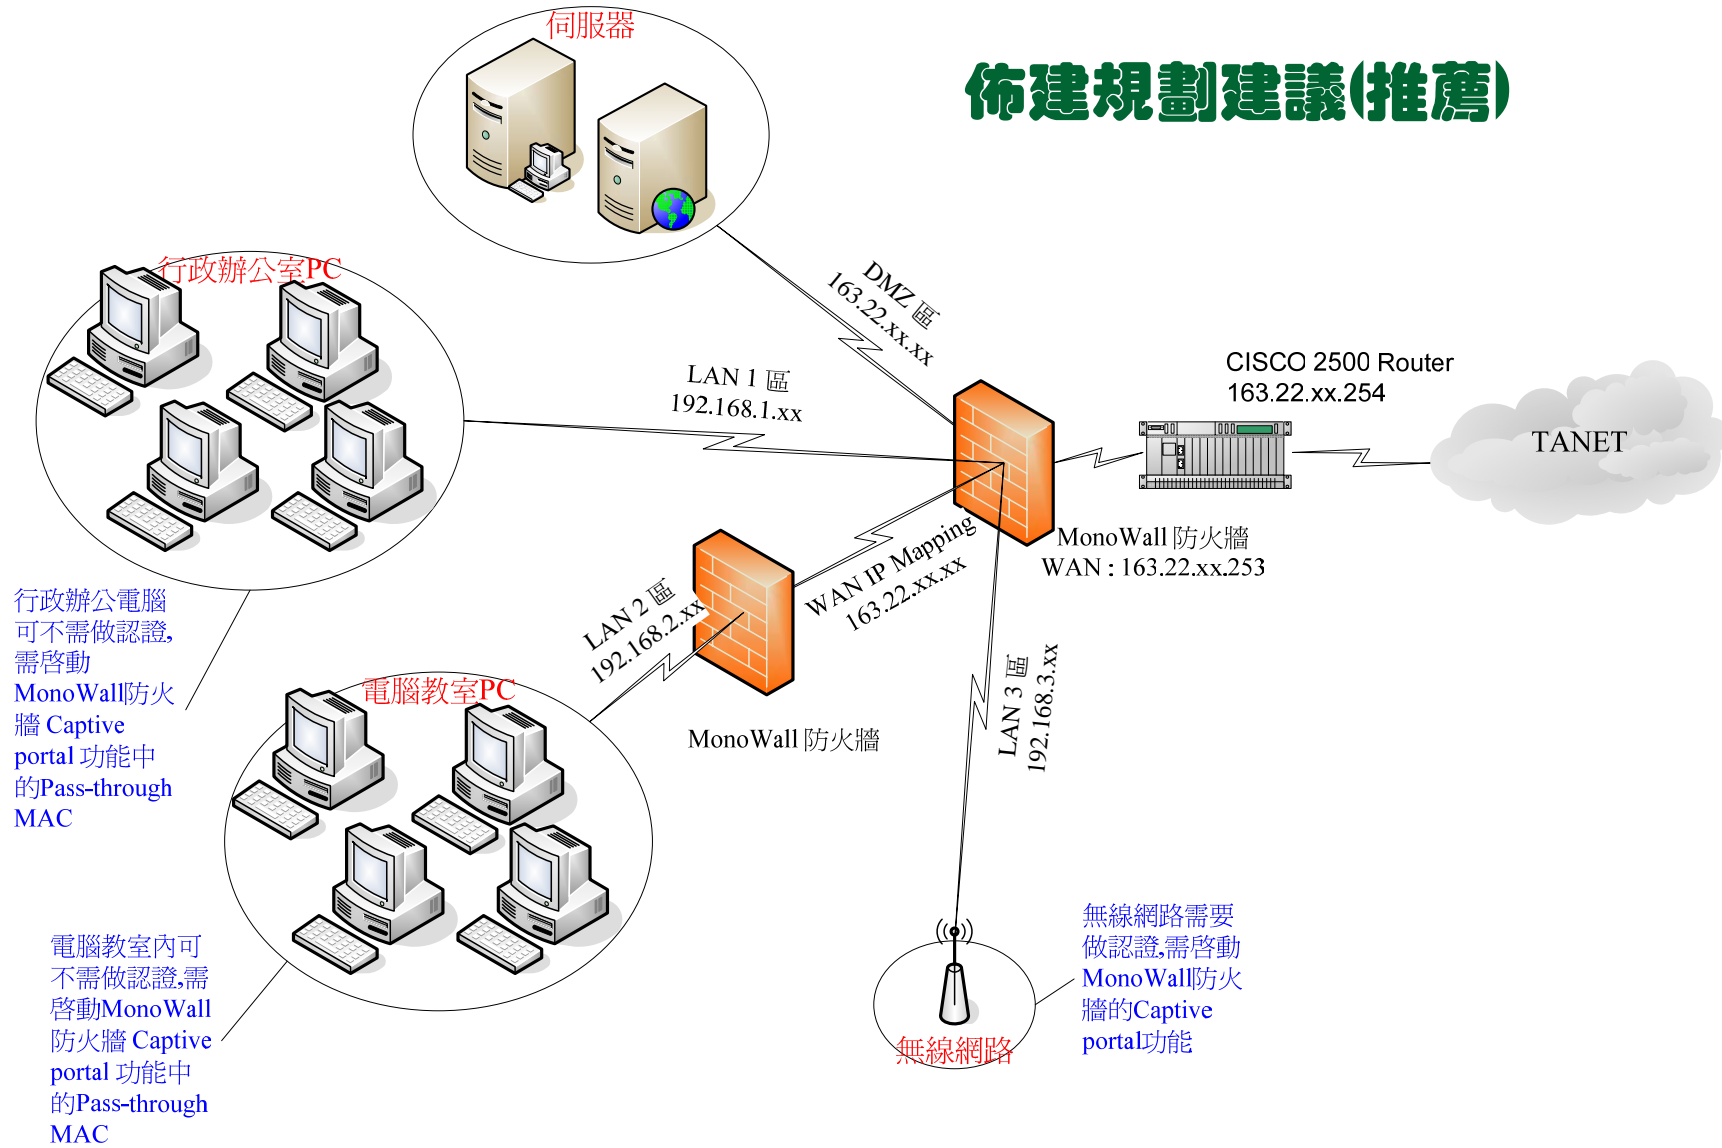 伺服器
佈建規劃建議(推薦)
行政辦公室PC
DMZ 區
163.22.xx.xx
LAN 1 區
192.168.1.xx
CISCO 2500 Router
163.22.xx.254
TANET
MonoWall 防火牆
WAN : 163.22.xx.253
WAN IP Mapping
163.22.xx.xx
LAN 2 區
192.168.2.xx
行政辦公電腦
可不需做認證,
需啓動
MonoWall防火
牆 Captive
portal 功能中
的Pass-through
MAC
電腦教室PC
MonoWall 防火牆
LAN 3 區
192.168.3.xx
電腦教室內可
不需做認證,需
啓動MonoWall
防火牆 Captive
portal 功能中
的Pass-through
MAC
無線網路
無線網路需要
做認證,需啓動
MonoWall防火
牆的Captive
portal功能